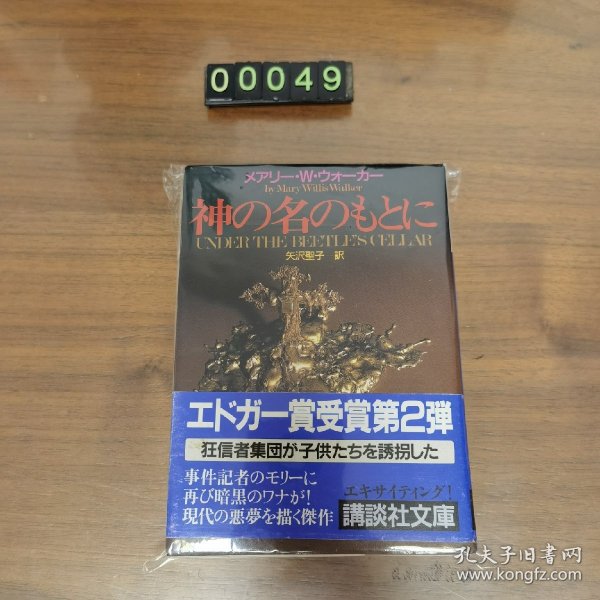 00049
メアリー・W・ウォーカー
by Mary Willis Walker
神の名のもとに
UNDER THE BEETLE'S CELLAR
矢沢聖子 訳
エドガー賞受賞第2弾
狂信者集団が子供たちを誘拐した
事件記者のモリーに
再び暗黒のワナが!
現代の悪夢を描く傑作
エキサイティング!
講談社文庫
孔夫子旧书网
www.kongfz.com